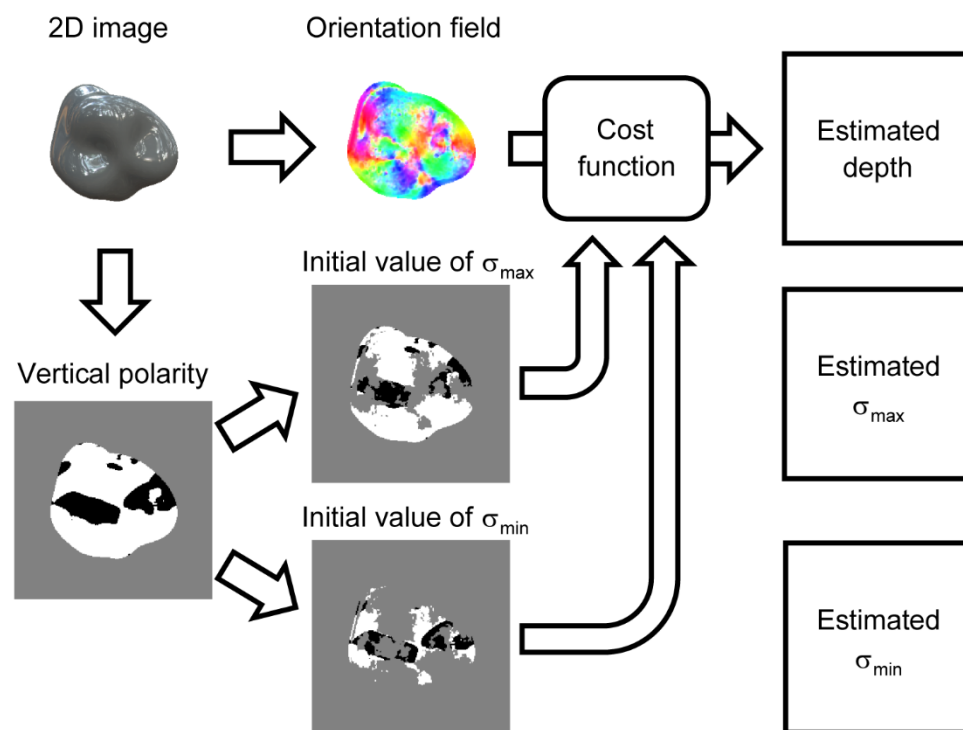 2D image
Orientation field
Cost
function
Estimated
depth
Initial value of σmax
Vertical polarity
Estimated
σmax
Initial value of σmin
Estimated
σmin